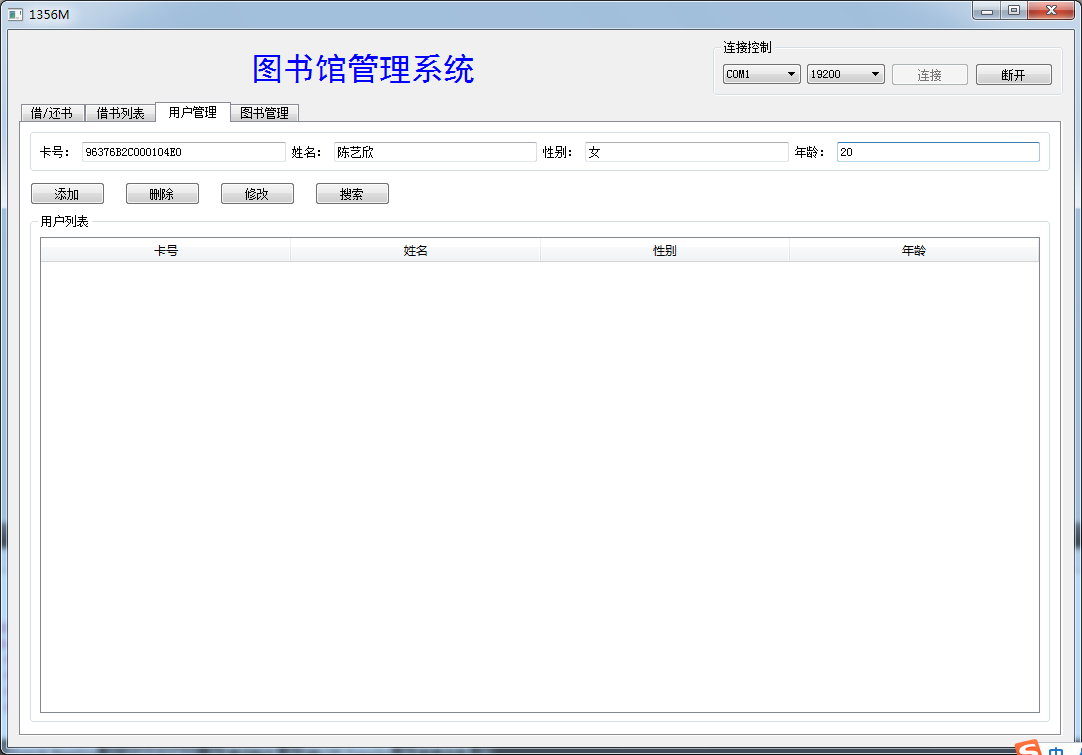 1356M
图书馆管理系统
连接控制
COM1 19200 连接 断开
借/还书 借书列表 用户管理 图书管理
卡号: 96376B2C000104E0 姓名: 陈艺欣 性别: 女 年龄: 20
添加 删除 修改 搜索
用户列表
卡号 姓名 性别 年龄
中